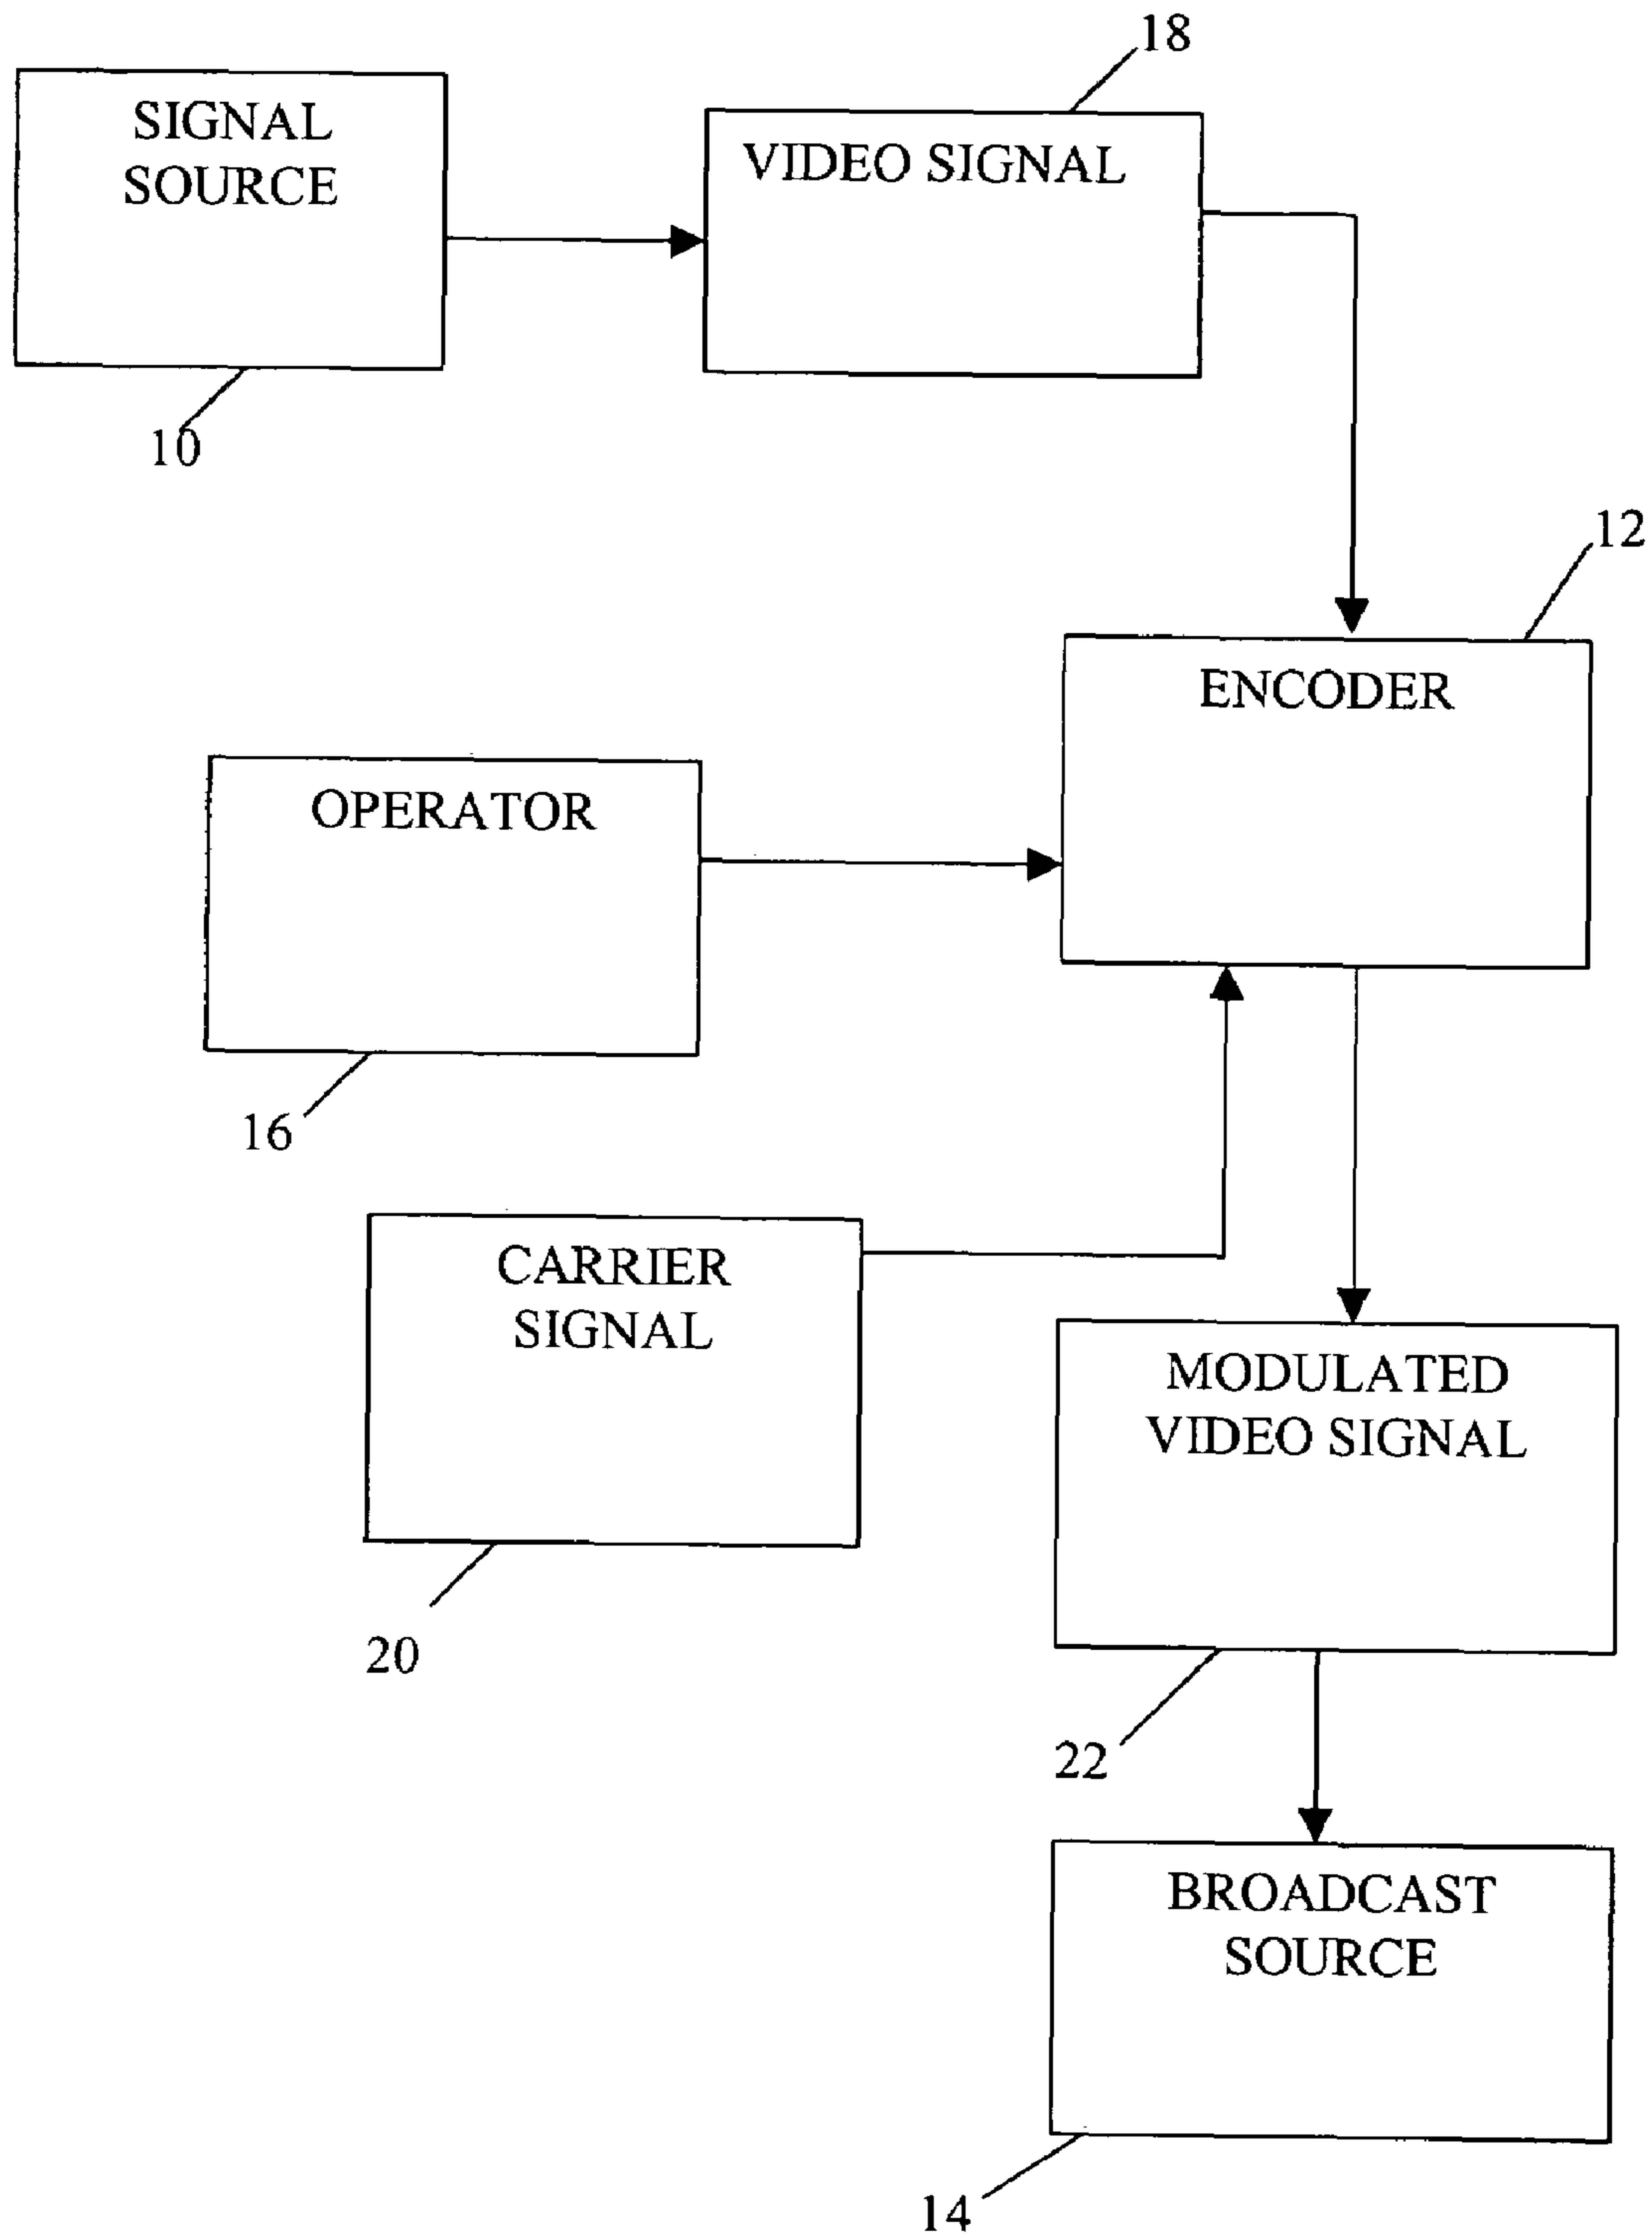 18
SIGNAL
SOURCE
VIDEO SIGNAL
10
12
ENCODER
OPERATOR
16
CARRIER
SIGNAL
MODULATED
VIDEO SIGNAL
20
22
BROADCAST
SOURCE
14